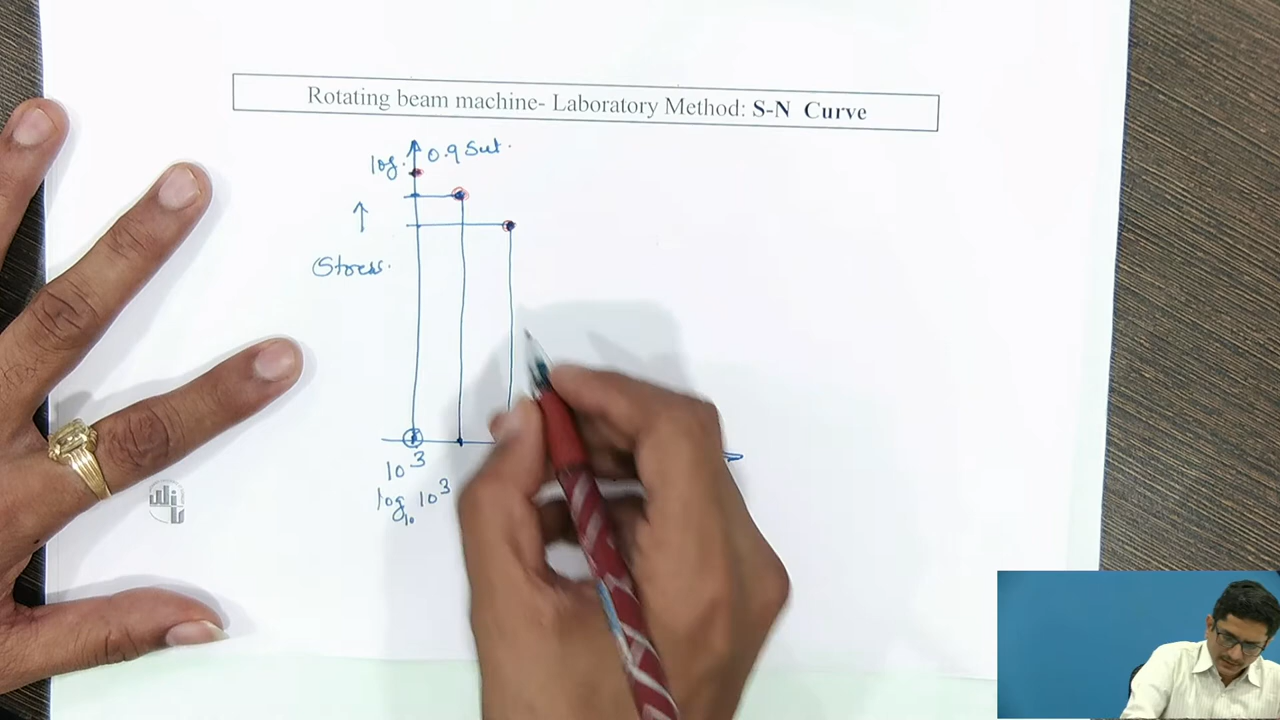 Rotating beam machine- Laboratory Method: S-N Curve
log. 0.9 Sut.
↑
Stress.
10³
log₁₀ 10³